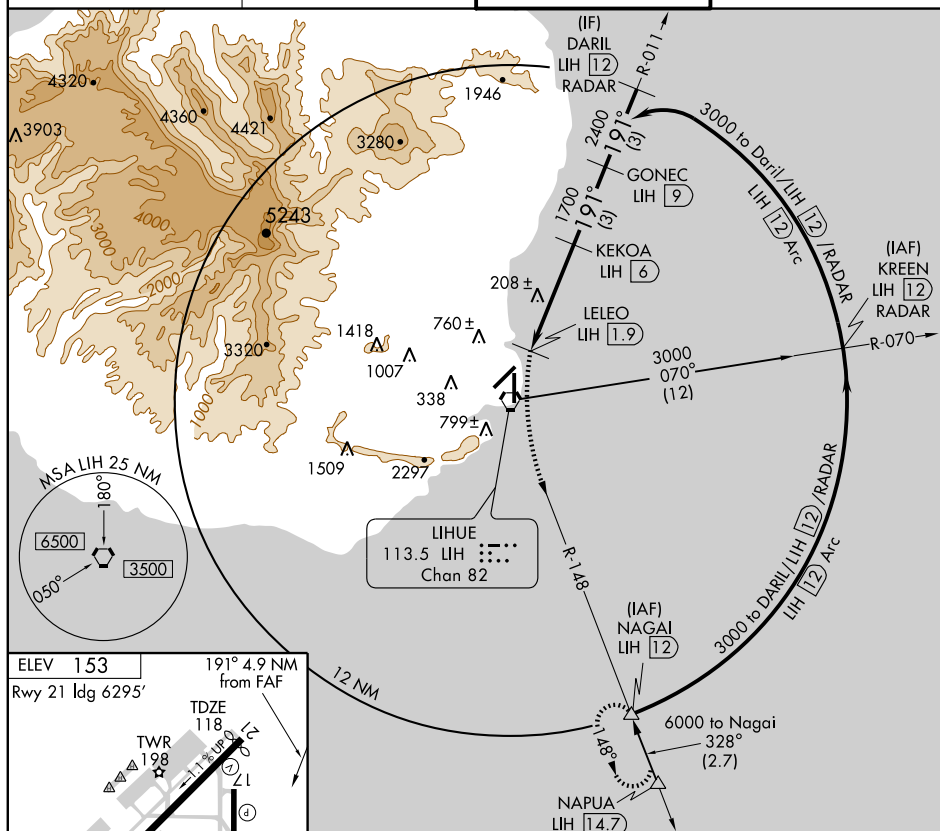 (IF)
DARIL
LIH 12
RADAR
R-011
4320
4360
4421
1946
3903
3280
2400
191°
(3)
3000 to Daril/LIH 12 /RADAR
LIH 12 Arc
GONEC
LIH 9
1700
191°
(3)
5243
4000
3000
2000
1000
KEKOA
LIH 6
(IAF)
KREEN
LIH 12
RADAR
208 ±
LELEO
LIH 1.9
1418
760 ±
1007
3320
338
3000
070°
(12)
R-070
799 ±
1509
2297
MSA LIH 25 NM
180°
6500
3500
050°
LIHUE
113.5 LIH
Chan 82
R-148
3000 to DARIL/LIH 12 /RADAR
LIH 12 Arc
(IAF)
NAGAI
LIH 12
12 NM
148°
6000 to Nagai
328°
(2.7)
NAPUA
LIH 14.7
ELEV 153
Rwy 21 ldg 6295'
191° 4.9 NM
from FAF
TDZE
118
TWR
198
1.1% UP
21
V
17
P
A
A
A